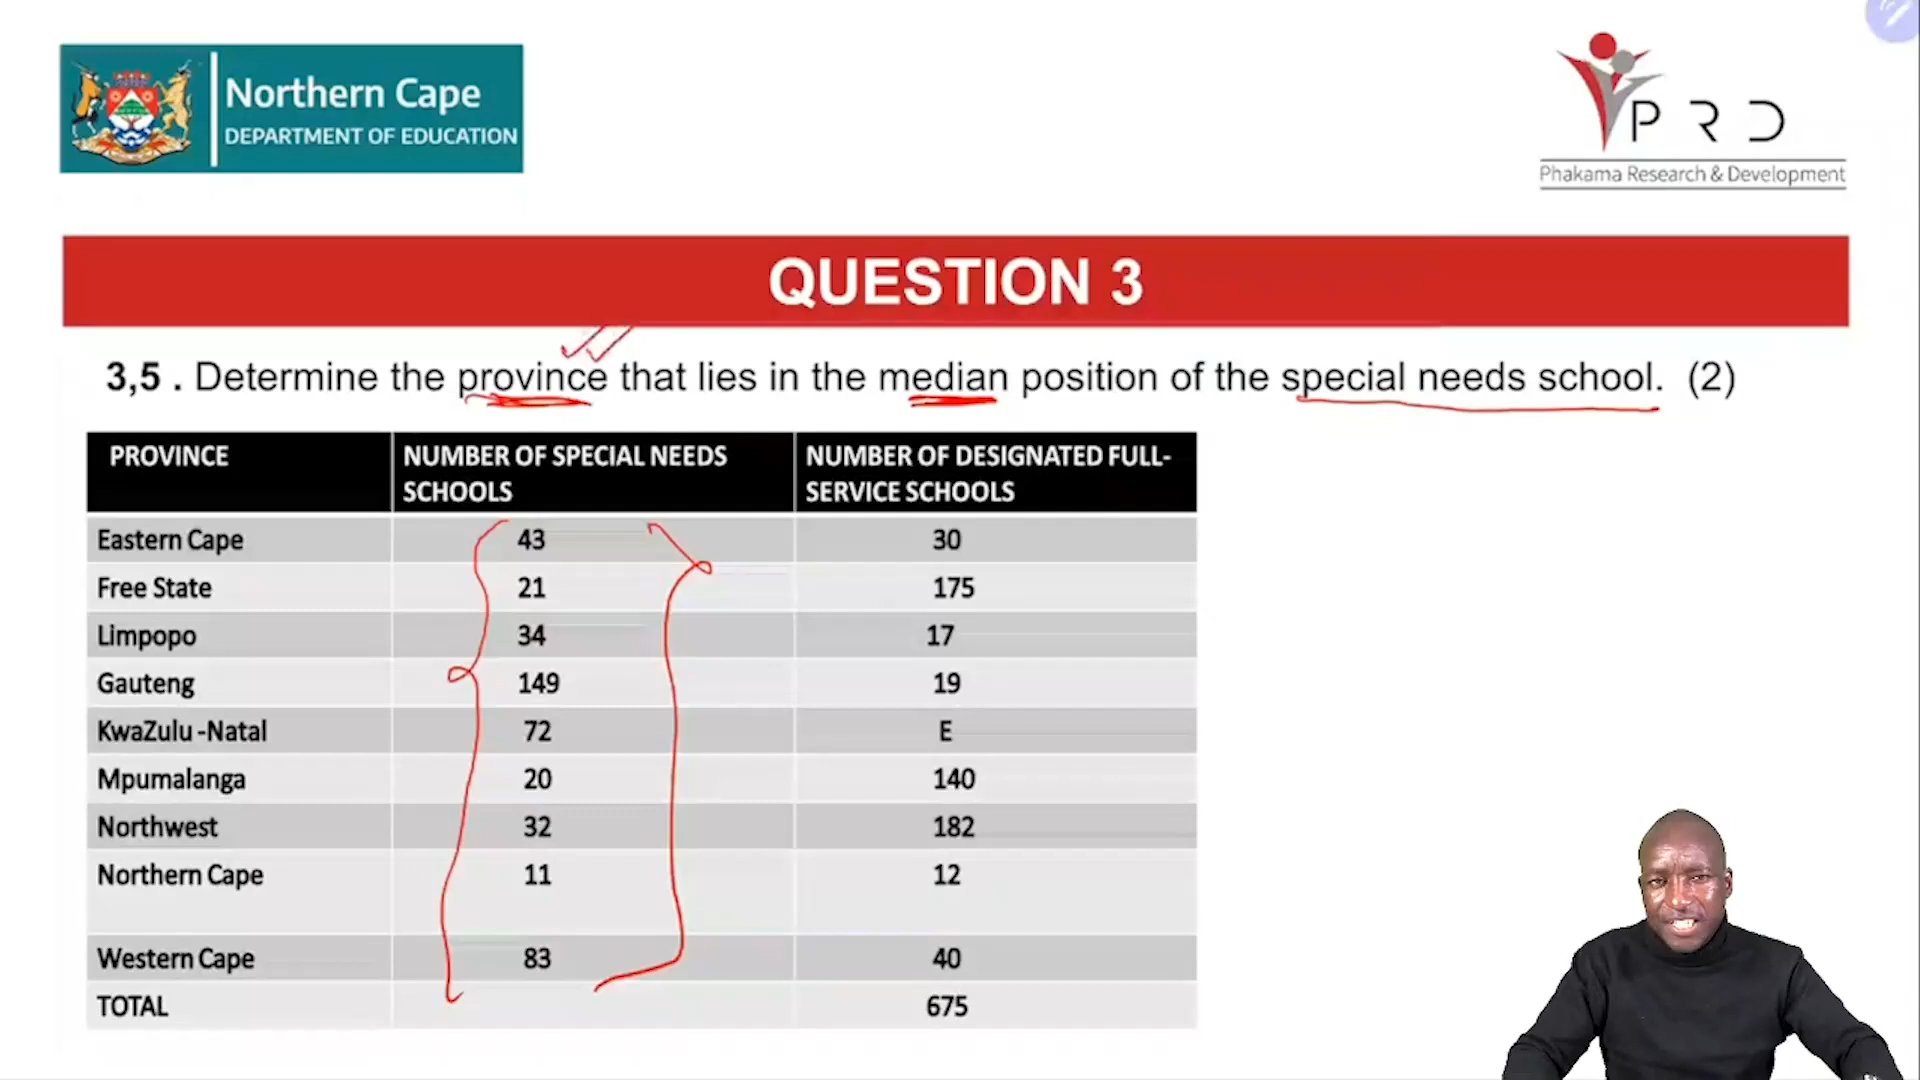 Northern Cape
DEPARTMENT OF EDUCATION
PRD
Phakama Research & Development
QUESTION 3
3,5 . Determine the province that lies in the median position of the special needs school. (2)
PROVINCE NUMBER OF SPECIAL NEEDS SCHOOLS NUMBER OF DESIGNATED FULL-SERVICE SCHOOLS
Eastern Cape 43 30
Free State 21 175
Limpopo 34 17
Gauteng 149 19
KwaZulu -Natal 72 E
Mpumalanga 20 140
Northwest 32 182
Northern Cape 11 12
Western Cape 83 40
TOTAL 675